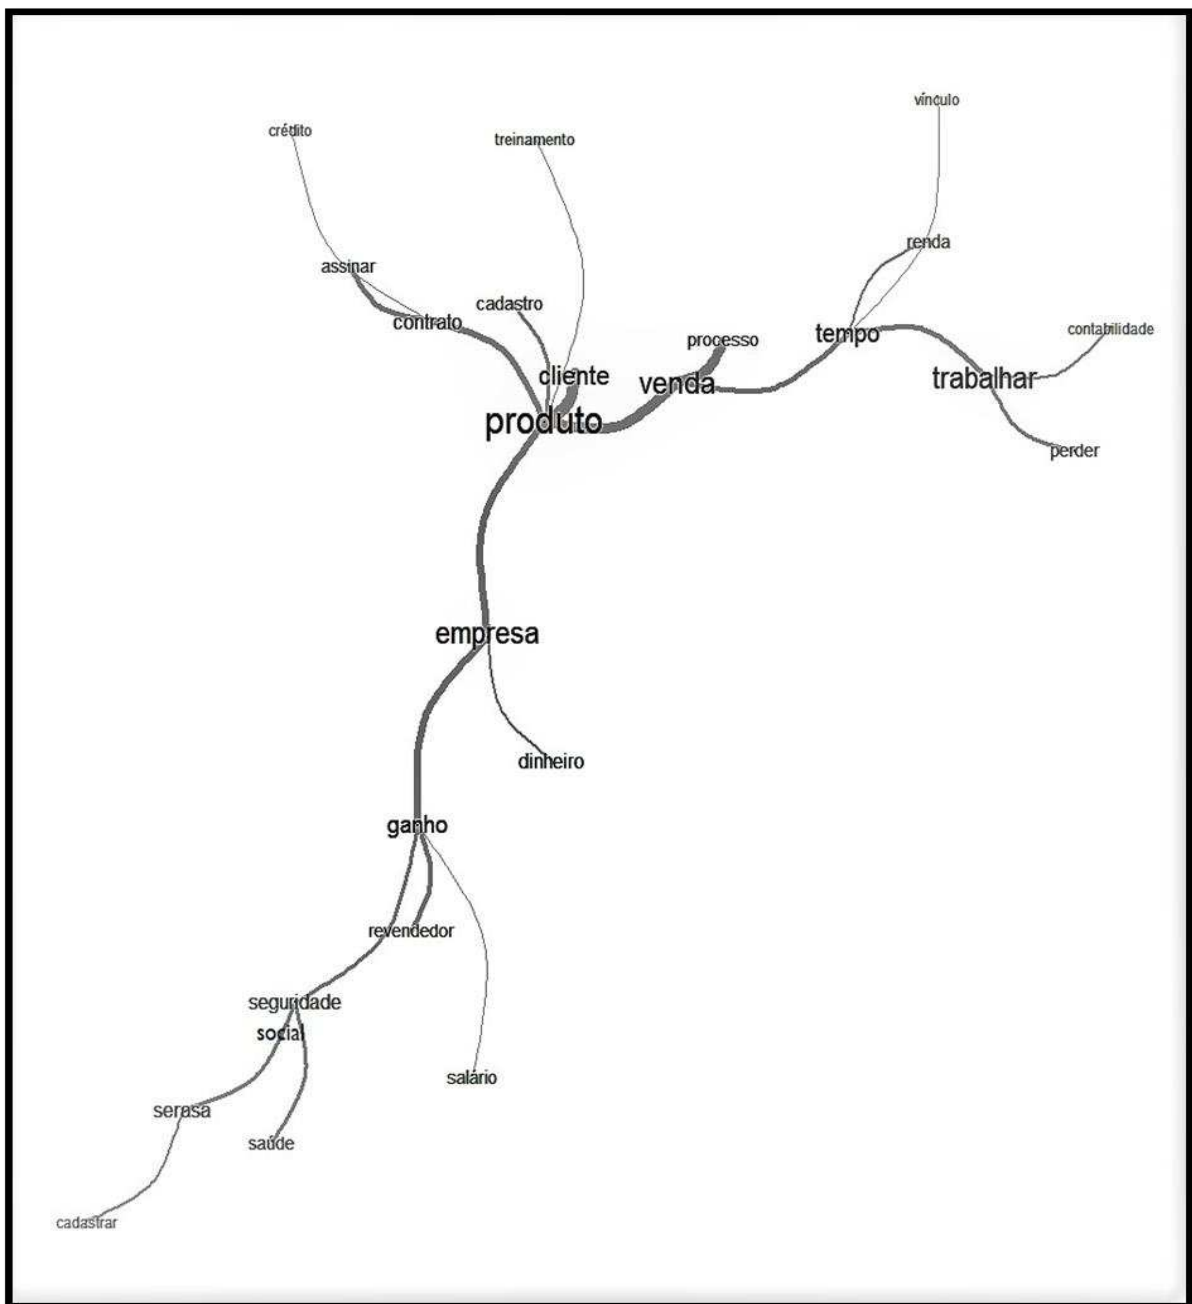 vínculo
crédito
treinamento
renda
assinar
cadastro
contrato
contabilidade
tempo
processo
cliente
venda
trabalhar
produto
perder
empresa
dinheiro
ganho
revendedor
seguridade
social
salário
serasa
saúde
cadastrar